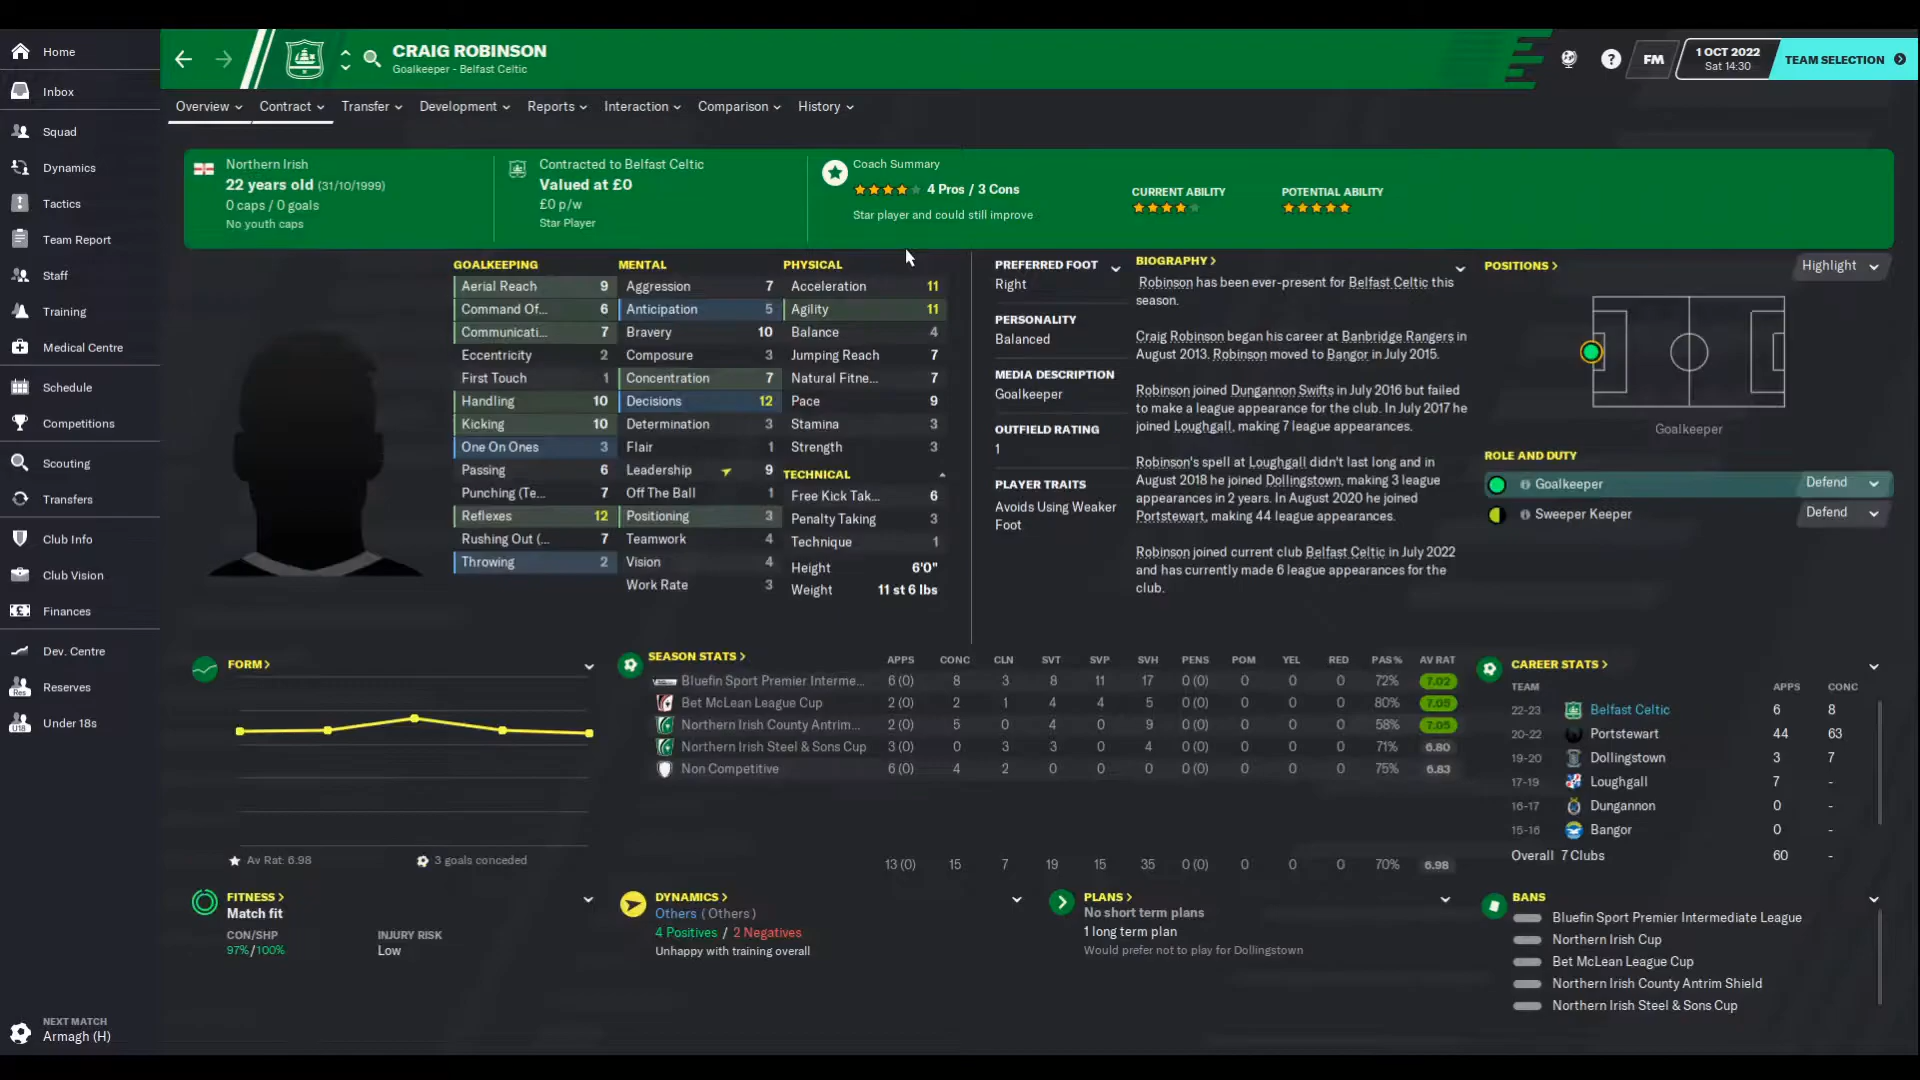 Home
Inbox
Squad
Dynamics
Tactics
Team Report
Staff
Training
Medical Centre
Schedule
Competitions
Scouting
Transfers
Club Info
Club Vision
Finances
Dev. Centre
Reserves
Under 18s
NEXT MATCH
Armagh (H)
CRAIG ROBINSON
Goalkeeper - Belfast Celtic
FM
1 OCT 2022
Sat 14:30
TEAM SELECTION
Overview Contract Transfer Development Reports Interaction Comparison History
Northern Irish
22 years old (31/10/1999)
0 caps / 0 goals
No youth caps
Contracted to Belfast Celtic
Valued at £0
£0 p/w
Star Player
Coach Summary
4 Pros / 3 Cons
Star player and could still improve
CURRENT ABILITY
POTENTIAL ABILITY
GOALKEEPING
Aerial Reach 9
Command Of... 6
Communicati... 7
Eccentricity 2
First Touch 1
Handling 10
Kicking 10
One On Ones 3
Passing 6
Punching (Te... 7
Reflexes 12
Rushing Out (... 7
Throwing 2
MENTAL
Aggression 7
Anticipation 5
Bravery 10
Composure 3
Concentration 7
Decisions 12
Determination 3
Flair 1
Leadership 9
Off The Ball 1
Positioning 3
Teamwork 4
Vision 4
Work Rate 3
PHYSICAL
Acceleration 11
Agility 11
Balance 4
Jumping Reach 7
Natural Fitne... 7
Pace 9
Stamina 3
Strength 3
TECHNICAL
Free Kick Tak... 6
Penalty Taking 3
Technique 1
Height 6'0"
Weight 11 st 6 lbs
PREFERRED FOOT
Right
PERSONALITY
Balanced
MEDIA DESCRIPTION
Goalkeeper
OUTFIELD RATING
1
PLAYER TRAITS
Avoids Using Weaker
Foot
BIOGRAPHY >
Robinson has been ever-present for Belfast Celtic this
season.
Craig Robinson began his career at Banbridge Rangers in
August 2013. Robinson moved to Bangor in July 2015.
Robinson joined Dungannon Swifts in July 2016 but failed
to make a league appearance for the club. In July 2017 he
joined Loughgall, making 7 league appearances.
Robinson's spell at Loughgall didn't last long and in
August 2018 he joined Dollingstown, making 3 league
appearances in 2 years. In August 2020 he joined
Portstewart, making 44 league appearances.
Robinson joined current club Belfast Celtic in July 2022
and has currently made 6 league appearances for the
club.
POSITIONS >
Highlight
Goalkeeper
ROLE AND DUTY
Goalkeeper Defend
Sweeper Keeper Defend
FORM >
Av Rat: 6.98
3 goals conceded
SEASON STATS > APPS CONC CLN SVT SVP SVH PENS POM YEL RED PAS% AV RAT
Bluefin Sport Premier Interme... 6 (0) 8 3 8 11 17 0 (0) 0 0 0 72% 7.02
Bet McLean League Cup 2 (0) 2 1 4 4 5 0 (0) 0 0 0 80% 7.05
Northern Irish County Antrim... 2 (0) 5 0 4 0 9 0 (0) 0 0 0 58% 7.05
Northern Irish Steel & Sons Cup 3 (0) 0 3 3 0 4 0 (0) 0 0 0 71% 6.80
Non Competitive 6 (0) 4 2 0 0 0 0 (0) 0 0 0 75% 6.83
13 (0) 15 7 19 15 35 0 (0) 0 0 0 70% 6.98
CAREER STATS >
TEAM APPS CONC
22-23 Belfast Celtic 6 8
20-22 Portstewart 44 63
19-20 Dollingstown 3 7
17-19 Loughgall 7 -
16-17 Dungannon 0 -
15-16 Bangor 0 -
Overall 7 Clubs 60 -
FITNESS >
Match fit
CON/SHP
97%/100%
INJURY RISK
Low
DYNAMICS >
Others ( Others )
4 Positives / 2 Negatives
Unhappy with training overall
PLANS >
No short term plans
1 long term plan
Would prefer not to play for Dollingstown
BANS
Bluefin Sport Premier Intermediate League
Northern Irish Cup
Bet McLean League Cup
Northern Irish County Antrim Shield
Northern Irish Steel & Sons Cup